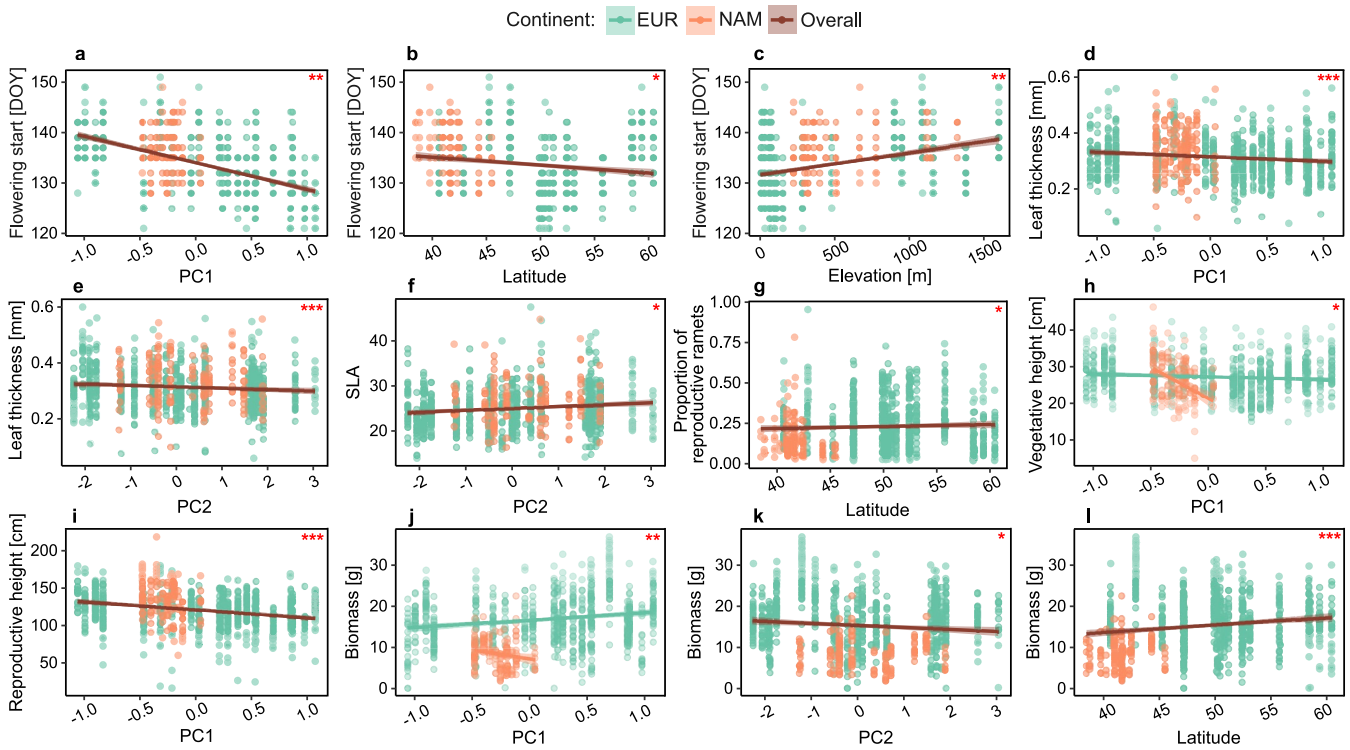 Continent: EUR NAM Overall
a b c d
** * ** ***
Flowering start [DOY]
150
140
130
120
-1.0 -0.5 0.0 0.5 1.0
PC1
Flowering start [DOY]
150
140
130
120
40 45 50 55 60
Latitude
Flowering start [DOY]
150
140
130
120
0 500 1000 1500
Elevation [m]
Leaf thickness [mm]
0.6
0.4
0.2
-1.0 -0.5 0.0 0.5 1.0
PC1
e f g h
*** * * *
Leaf thickness [mm]
0.6
0.4
0.2
-2 -1 0 1 2 3
PC2
SLA
40
30
20
-2 -1 0 1 2 3
PC2
Proportion of
reproductive ramets
1.00
0.75
0.50
0.25
0.00
40 45 50 55 60
Latitude
Vegetative height [cm]
40
30
20
10
-1.0 -0.5 0.0 0.5 1.0
PC1
i j k l
*** ** * ***
Reproductive height [cm]
200
150
100
50
-1.0 -0.5 0.0 0.5 1.0
PC1
Biomass [g]
30
20
10
0
-1.0 -0.5 0.0 0.5 1.0
PC1
Biomass [g]
30
20
10
0
-2 -1 0 1 2 3
PC2
Biomass [g]
30
20
10
0
40 45 50 55 60
Latitude